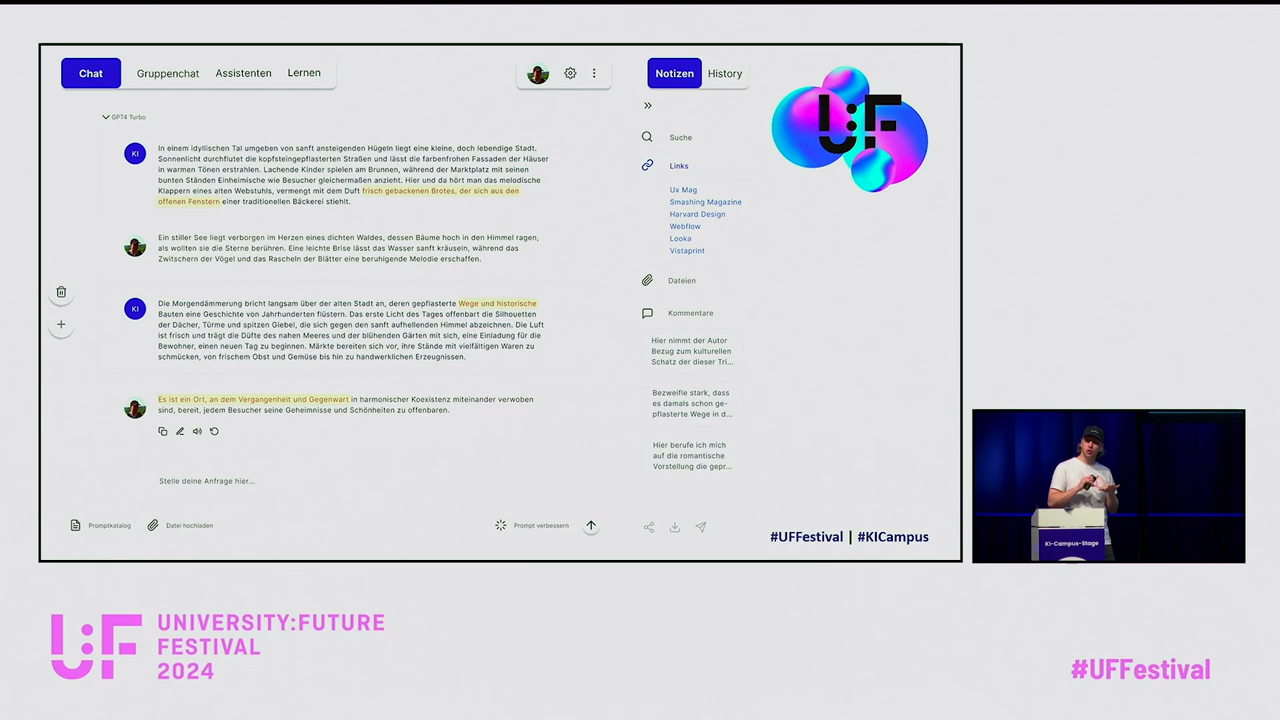 Chat
Gruppenchat
Assistenten
Lernen
Notizen
History
U:F
GPT4 Turbo
KI
In einem idyllischen Tal umgeben von sanft ansteigenden Hügeln liegt eine kleine, doch lebendige Stadt.
Sonnenlicht durchflutet die kopfsteingepflasterten Straßen und lässt die farbenfrohen Fassaden der Häuser
in warmen Tönen erstrahlen. Lachende Kinder spielen am Brunnen, während der Marktplatz mit seinen
bunten Ständen Einheimische wie Besucher gleichermaßen anzieht. Hier und da hört man das melodische
Klappern eines alten Webstuhls, vermengt mit dem Duft frisch gebackenen Brotes, der sich aus den
offenen Fenstern einer traditionellen Bäckerei stiehlt.
Ein stiller See liegt verborgen im Herzen eines dichten Waldes, dessen Bäume hoch in den Himmel ragen,
als wollten sie die Sterne berühren. Eine leichte Brise lässt das Wasser sanft kräuseln, während das
Zwitschern der Vögel und das Rascheln der Blätter eine beruhigende Melodie erschaffen.
KI
Die Morgendämmerung bricht langsam über der alten Stadt an, deren gepflasterte Wege und historische
Bauten eine Geschichte von Jahrhunderten flüstern. Das erste Licht des Tages offenbart die Silhouetten
der Dächer, Türme und spitzen Giebel, die sich gegen den sanft aufhellenden Himmel abzeichnen. Die Luft
ist frisch und trägt die Düfte des nahen Meeres und der blühenden Gärten mit sich, eine Einladung für die
Bewohner, einen neuen Tag zu beginnen. Märkte bereiten sich vor, ihre Stände mit vielfältigen Waren zu
schmücken, von frischem Obst und Gemüse bis hin zu handwerklichen Erzeugnissen.
Es ist ein Ort, an dem Vergangenheit und Gegenwart in harmonischer Koexistenz miteinander verwoben
sind, bereit, jedem Besucher seine Geheimnisse und Schönheiten zu offenbaren.
Stelle deine Anfrage hier...
Promptkatalog
Datei hochladen
Prompt verbessern
Suche
Links
Ux Mag
Smashing Magazine
Harvard Design
Webflow
Looka
Vistaprint
Dateien
Kommentare
Hier nimmt der Autor
Bezug zum kulturellen
Schatz der dieser Tri...
Bezweifle stark, dass
es damals schon ge-
pflasterte Wege in d...
Hier berufe ich mich
auf die romantische
Vorstellung die gepr...
#UFFestival | #KICampus
KI-Campus-Stage
U:F
UNIVERSITY:FUTURE
FESTIVAL
2024
#UFFestival